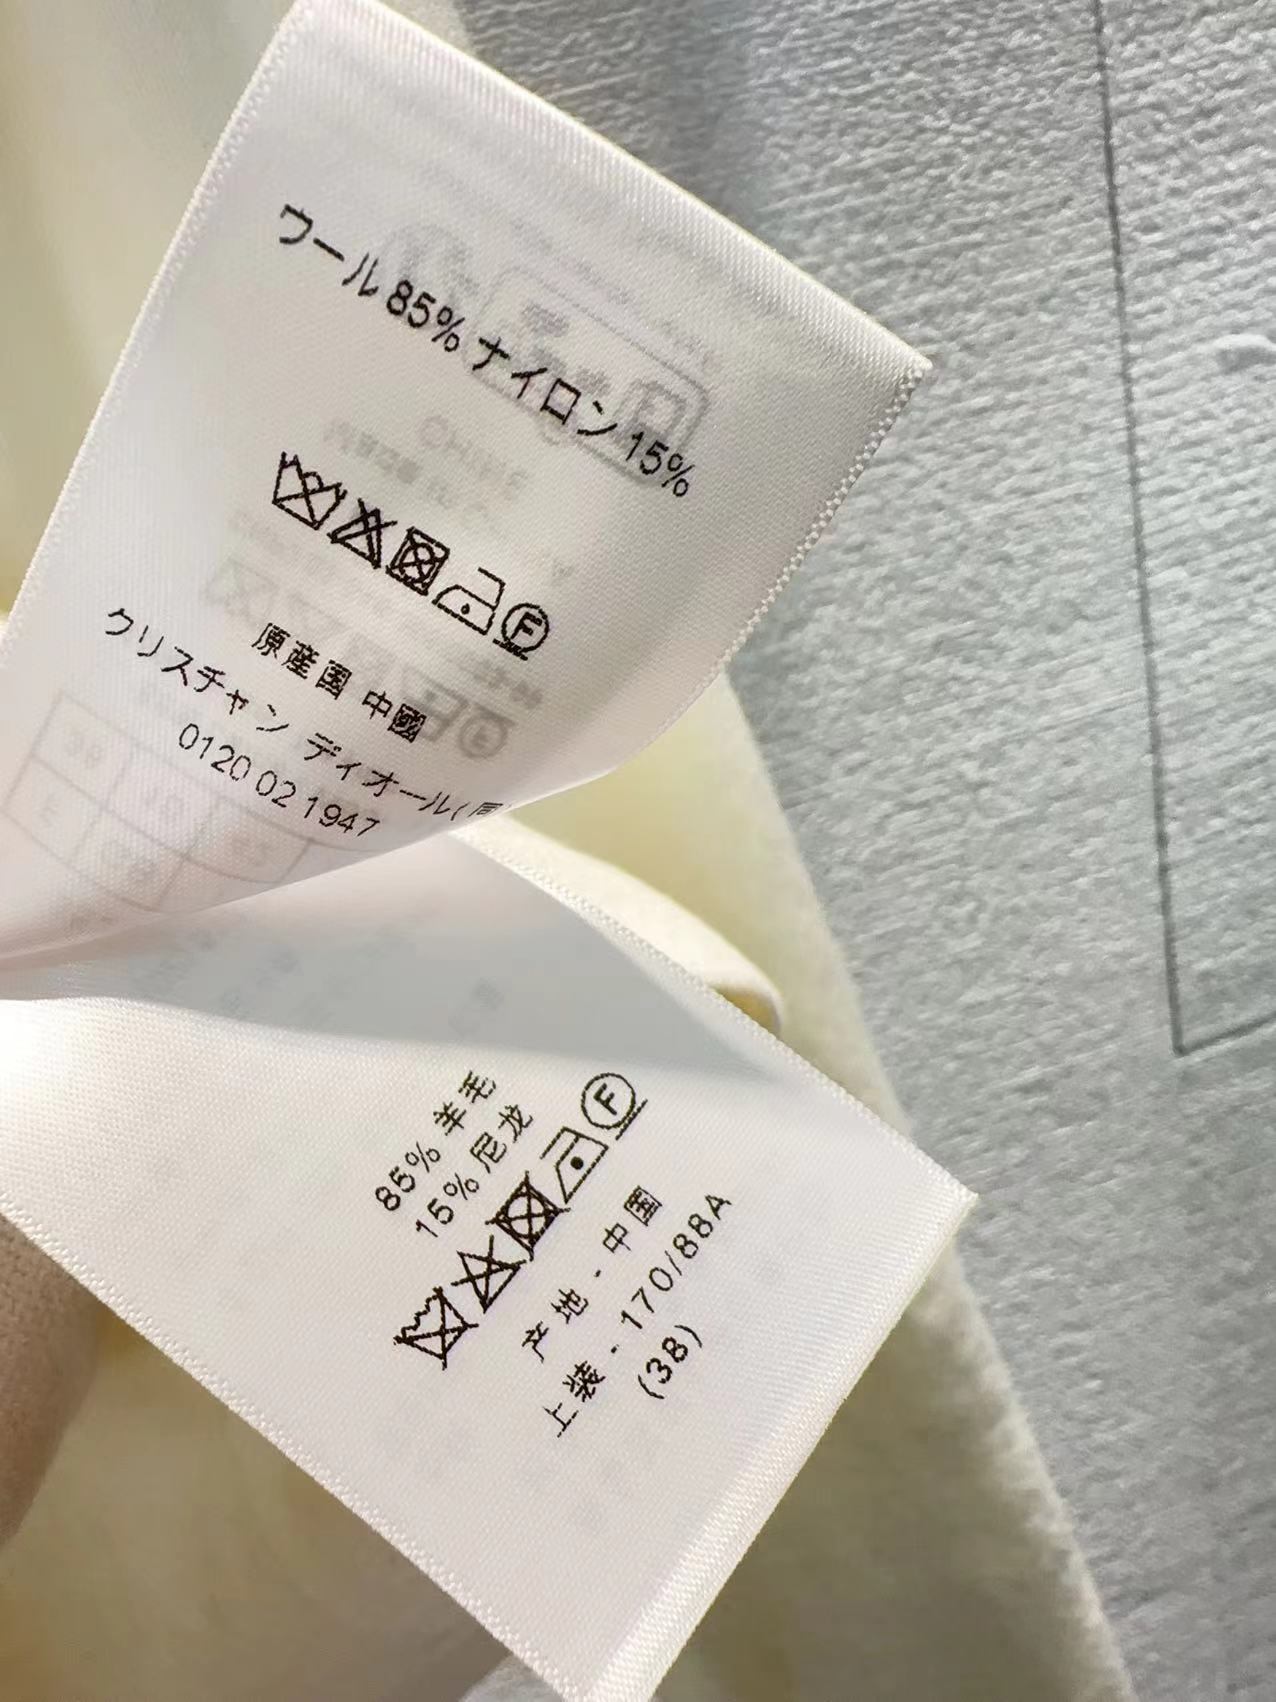 ウール 85% ナイロン 15%
F
原産国 中國
クリスチャン ディオール(同
0120 02 1947
85% 羊毛
15% 尼龙
F
产地 - 中国
上装 - 170/88A
(38)